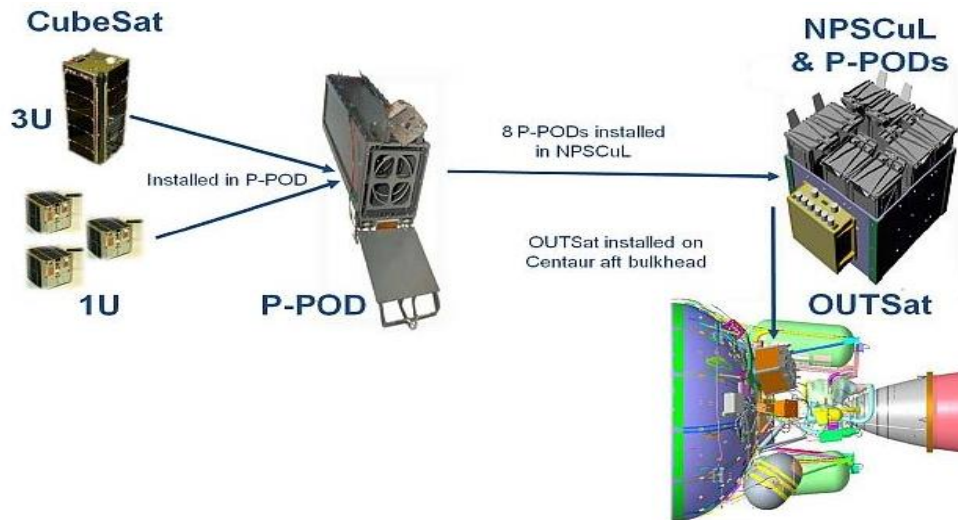 CubeSat
3U
1U
Installed in P-POD
P-POD
8 P-PODs installed
in NPSCuL
NPSCuL
& P-PODs
OUTSat installed on
Centaur aft bulkhead
OUTSat